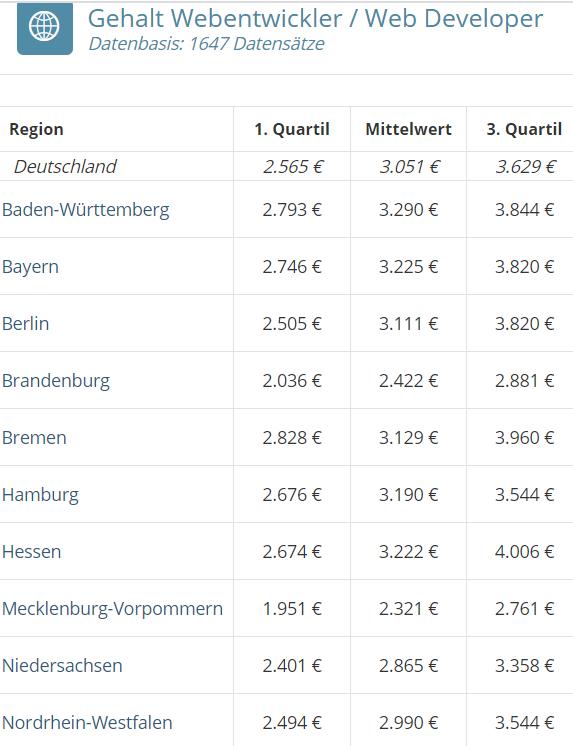 Gehalt Webentwickler / Web Developer
Datenbasis: 1647 Datensätze
Region 1. Quartil Mittelwert 3. Quartil
Deutschland 2.565 € 3.051 € 3.629 €
Baden-Württemberg 2.793 € 3.290 € 3.844 €
Bayern 2.746 € 3.225 € 3.820 €
Berlin 2.505 € 3.111 € 3.820 €
Brandenburg 2.036 € 2.422 € 2.881 €
Bremen 2.828 € 3.129 € 3.960 €
Hamburg 2.676 € 3.190 € 3.544 €
Hessen 2.674 € 3.222 € 4.006 €
Mecklenburg-Vorpommern 1.951 € 2.321 € 2.761 €
Niedersachsen 2.401 € 2.865 € 3.358 €
Nordrhein-Westfalen 2.494 € 2.990 € 3.544 €